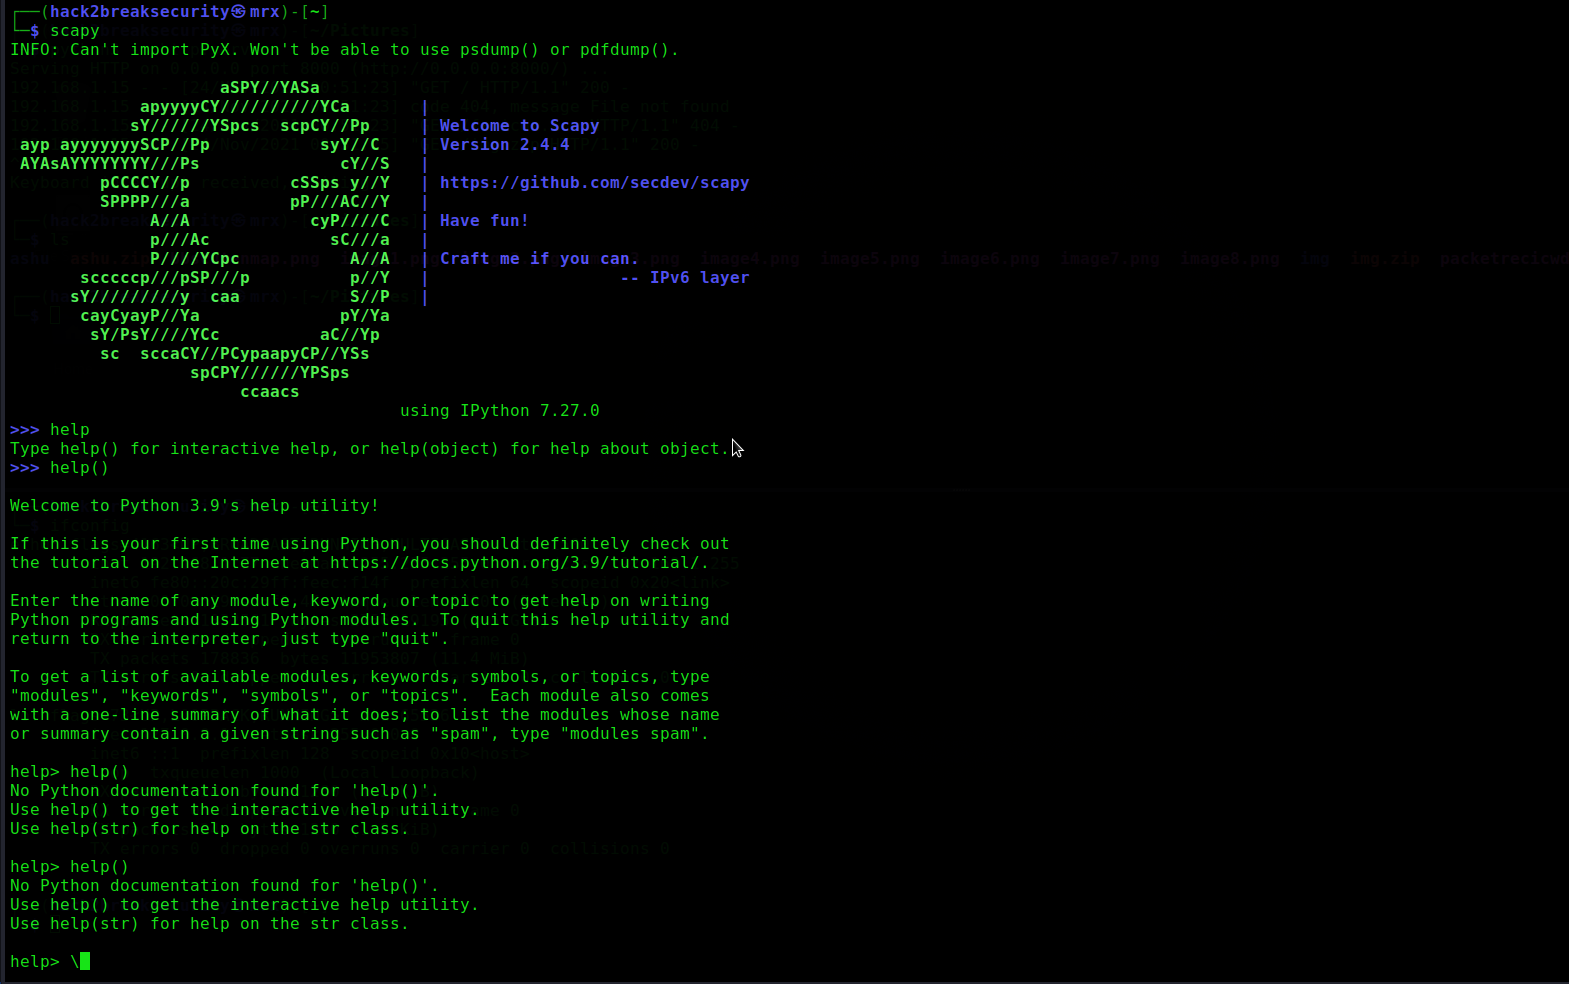 ┌──(hack2breaksecurity㉿mrx)-[~]
└─$ scapy
INFO: Can't import PyX. Won't be able to use psdump() or pdfdump().

                     aSPY//YASa
             apyyyyCY//////////YCa       |
            sY//////YSpcs  scpCY//Pp     | Welcome to Scapy
 ayp ayyyyyyySCP//Pp           syY//C    | Version 2.4.4
 AYAsAYYYYYYYY///Ps              cY//S   |
         pCCCCY//p          cSSps y//Y   | https://github.com/secdev/scapy
         SPPPP///a          pP///AC//Y   |
              A//A            cyP////C   | Have fun!
              p///Ac            sC///a   |
              P////YCpc           A//A   | Craft me if you can.
       scccccp///pSP///p          p//Y   |                   -- IPv6 layer
      sY/////////y  caa           S//P   |
       cayCyayP//Ya              pY/Ya
        sY/PsY////YCc          aC//Yp
         sc  sccaCY//PCypaapyCP//YSs
                  spCPY//////YPSps
                       ccaacs
                                       using IPython 7.27.0
>>> help
Type help() for interactive help, or help(object) for help about object.
>>> help()

Welcome to Python 3.9's help utility!

If this is your first time using Python, you should definitely check out
the tutorial on the Internet at https://docs.python.org/3.9/tutorial/.

Enter the name of any module, keyword, or topic to get help on writing
Python programs and using Python modules.  To quit this help utility and
return to the interpreter, just type "quit".

To get a list of available modules, keywords, symbols, or topics, type
"modules", "keywords", "symbols", or "topics".  Each module also comes
with a one-line summary of what it does; to list the modules whose name
or summary contain a given string such as "spam", type "modules spam".

help> help()
No Python documentation found for 'help()'.
Use help() to get the interactive help utility.
Use help(str) for help on the str class.

help> help()
No Python documentation found for 'help()'.
Use help() to get the interactive help utility.
Use help(str) for help on the str class.

help> \